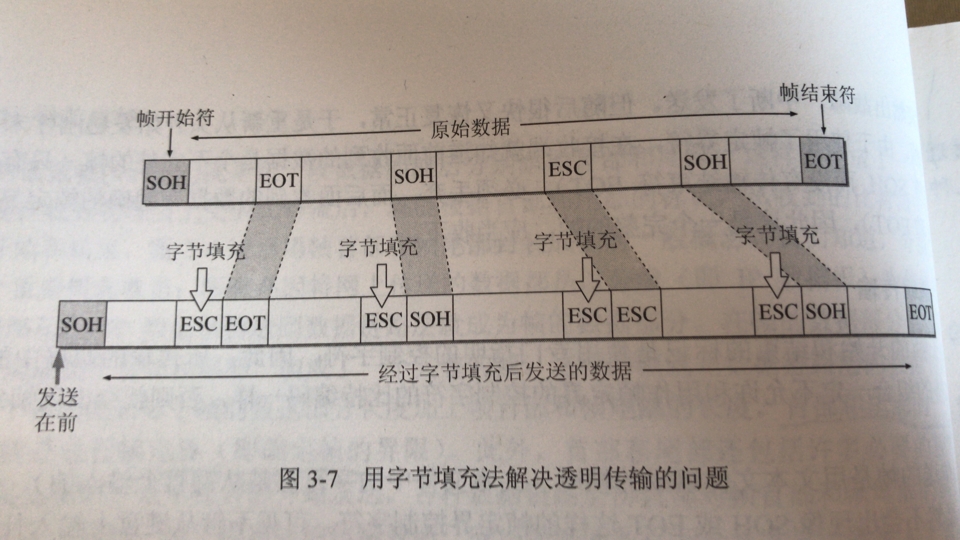 帧开始符 原始数据 帧结束符
SOH EOT SOH ESC SOH EOT
字节填充 字节填充 字节填充 字节填充
SOH ESC EOT ESC SOH ESC ESC ESC SOH EOT
经过字节填充后发送的数据
发送
在前
图 3-7 用字节填充法解决透明传输的问题